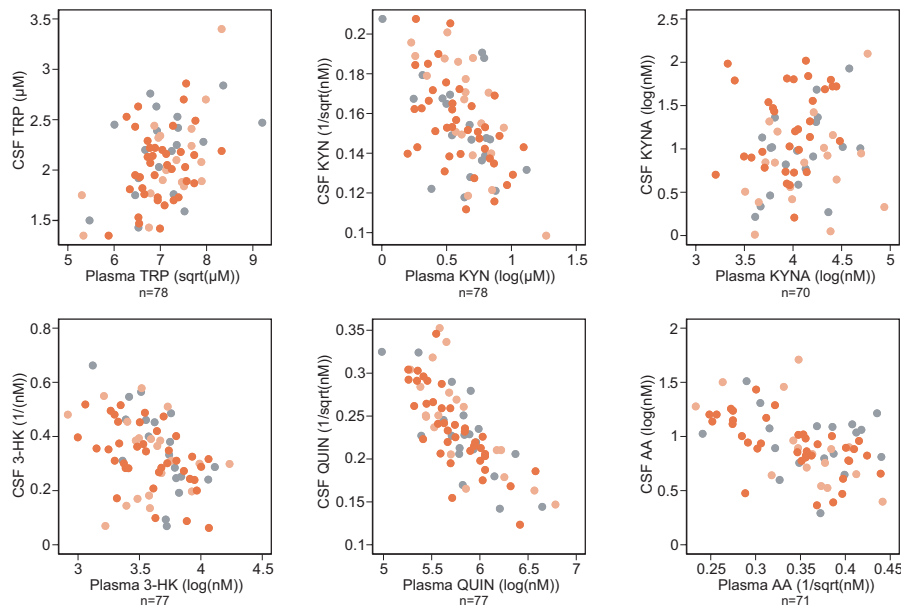 3.5
3
2.5
2
1.5
1
CSF TRP (μM)
5 6 7 8 9
Plasma TRP (sqrt(μM))
n=78
0.2
0.18
0.16
0.14
0.12
0.1
CSF KYN (1/sqrt(nM))
0 0.5 1 1.5
Plasma KYN (log(μM))
n=78
2.5
2
1.5
1
0.5
0
CSF KYNA (log(nM))
3 3.5 4 4.5 5
Plasma KYNA (log(nM))
n=70
0.8
0.6
0.4
0.2
0
CSF 3-HK (1/(nM))
3 3.5 4 4.5
Plasma 3-HK (log(nM))
n=77
0.35
0.3
0.25
0.2
0.15
0.1
CSF QUIN (1/sqrt(nM))
5 5.5 6 6.5 7
Plasma QUIN (log(nM))
n=77
2
1.5
1
0.5
0
CSF AA (log(nM))
0.25 0.3 0.35 0.4 0.45
Plasma AA (1/sqrt(nM))
n=71